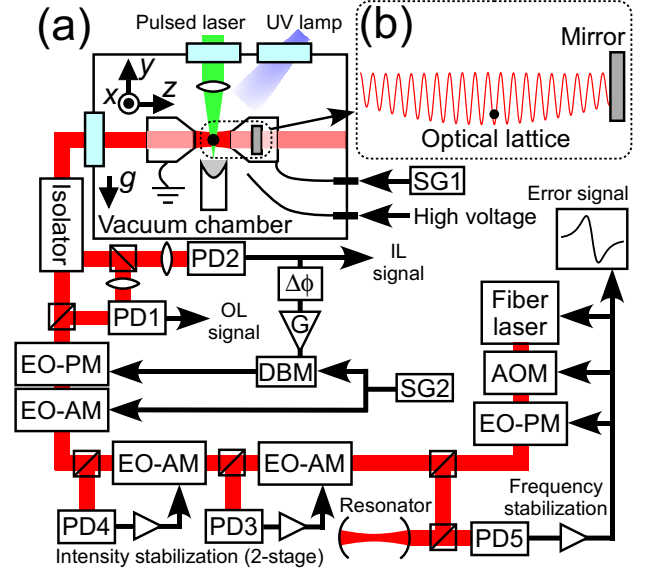 (a)
Pulsed laser
UV lamp
(b)
Mirror
y
x
z
g
Optical lattice
SG1
High voltage
Vacuum chamber
Isolator
Error signal
PD2
IL
signal
Δϕ
PD1
OL
signal
G
Fiber
laser
EO-PM
DBM
AOM
EO-AM
SG2
EO-PM
EO-AM
EO-AM
Resonator
Frequency
stabilization
PD4
PD3
PD5
Intensity stabilization (2-stage)